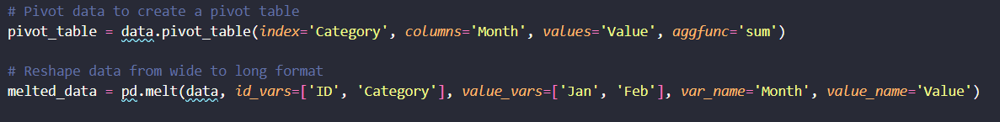 # Pivot data to create a pivot table
pivot_table = data.pivot_table(index='Category', columns='Month', values='Value', aggfunc='sum')
# Reshape data from wide to long format
melted_data = pd.melt(data, id_vars=['ID', 'Category'], value_vars=['Jan', 'Feb'], var_name='Month', value_name='Value')